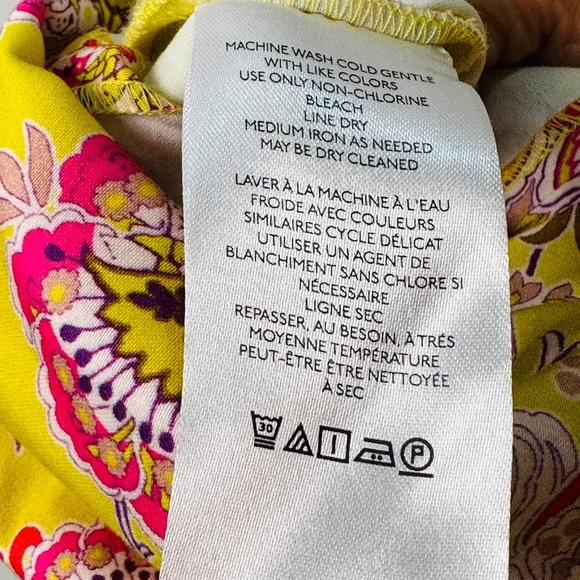 MACHINE WASH COLD GENTLE
WITH LIKE COLORS
USE ONLY NON-CHLORINE
BLEACH
LINE DRY
MEDIUM IRON AS NEEDED
MAY BE DRY CLEANED
LAVER À LA MACHINE À L'EAU
FROIDE AVEC COULEURS
SIMILAIRES CYCLE DÉLICAT
UTILISER UN AGENT DE
BLANCHIMENT SANS CHLORE SI
NÉCESSAIRE
LIGNE SEC
REPASSER, AU BESOIN, À TRÉS
MOYENNE TEMPÉRATURE
PEUT-ÊTRE ÊTRE NETTOYÉE
À SEC
30 P